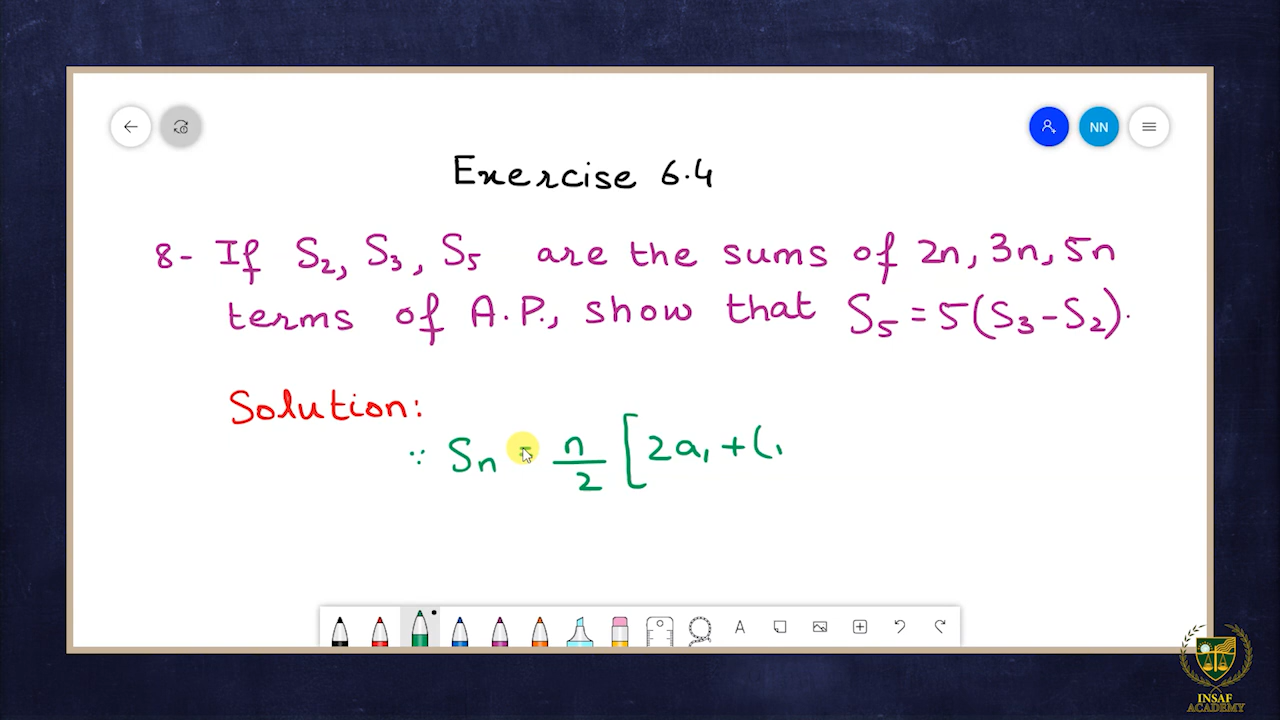 NN
Exercise 6.4
8- If S₂, S₃, S₅ are the sums of 2n, 3n, 5n
terms of A.P., show that S₅ = 5(S₃-S₂).
Solution:
∵ Sₙ = n/2 [2a₁ + (
A
INSAF
ACADEMY